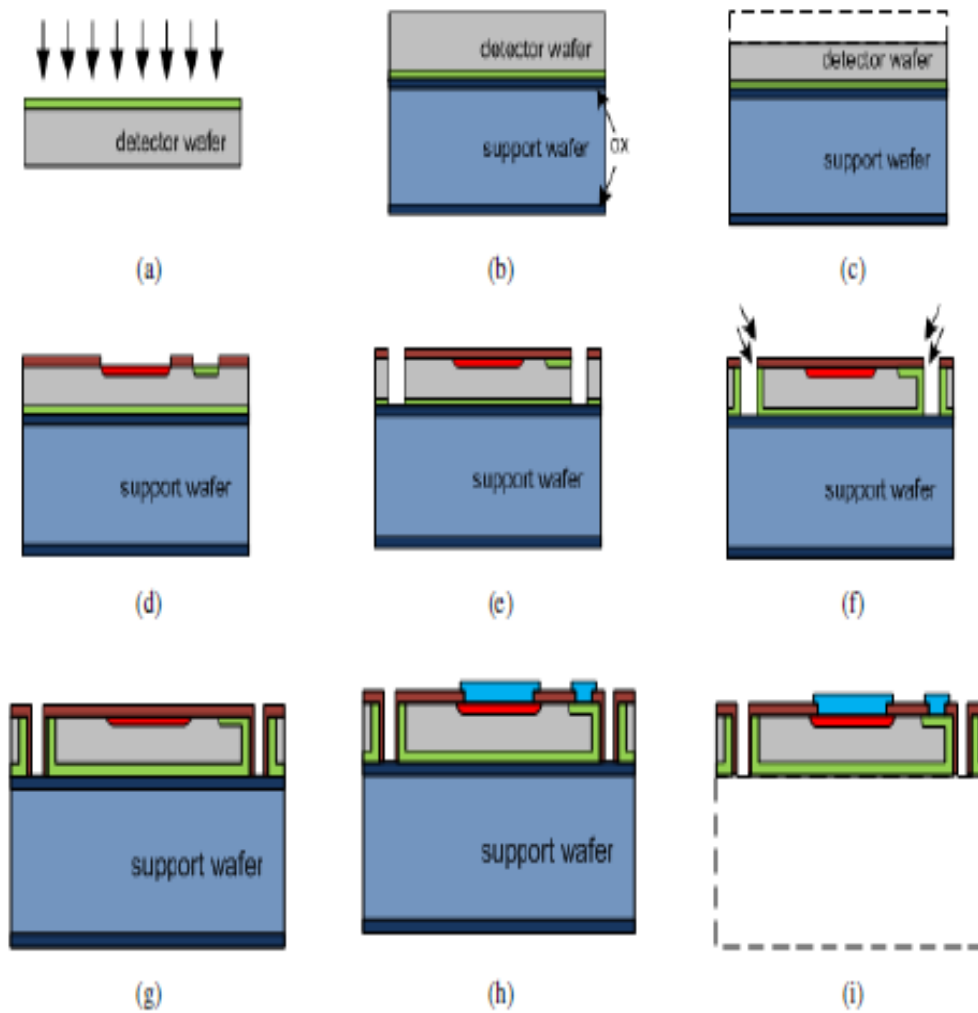 detector wafer
(a)
detector wafer
support wafer
ox
(b)
detector wafer
support wafer
(c)
support wafer
(d)
support wafer
(e)
support wafer
(f)
support wafer
(g)
support wafer
(h)
(i)